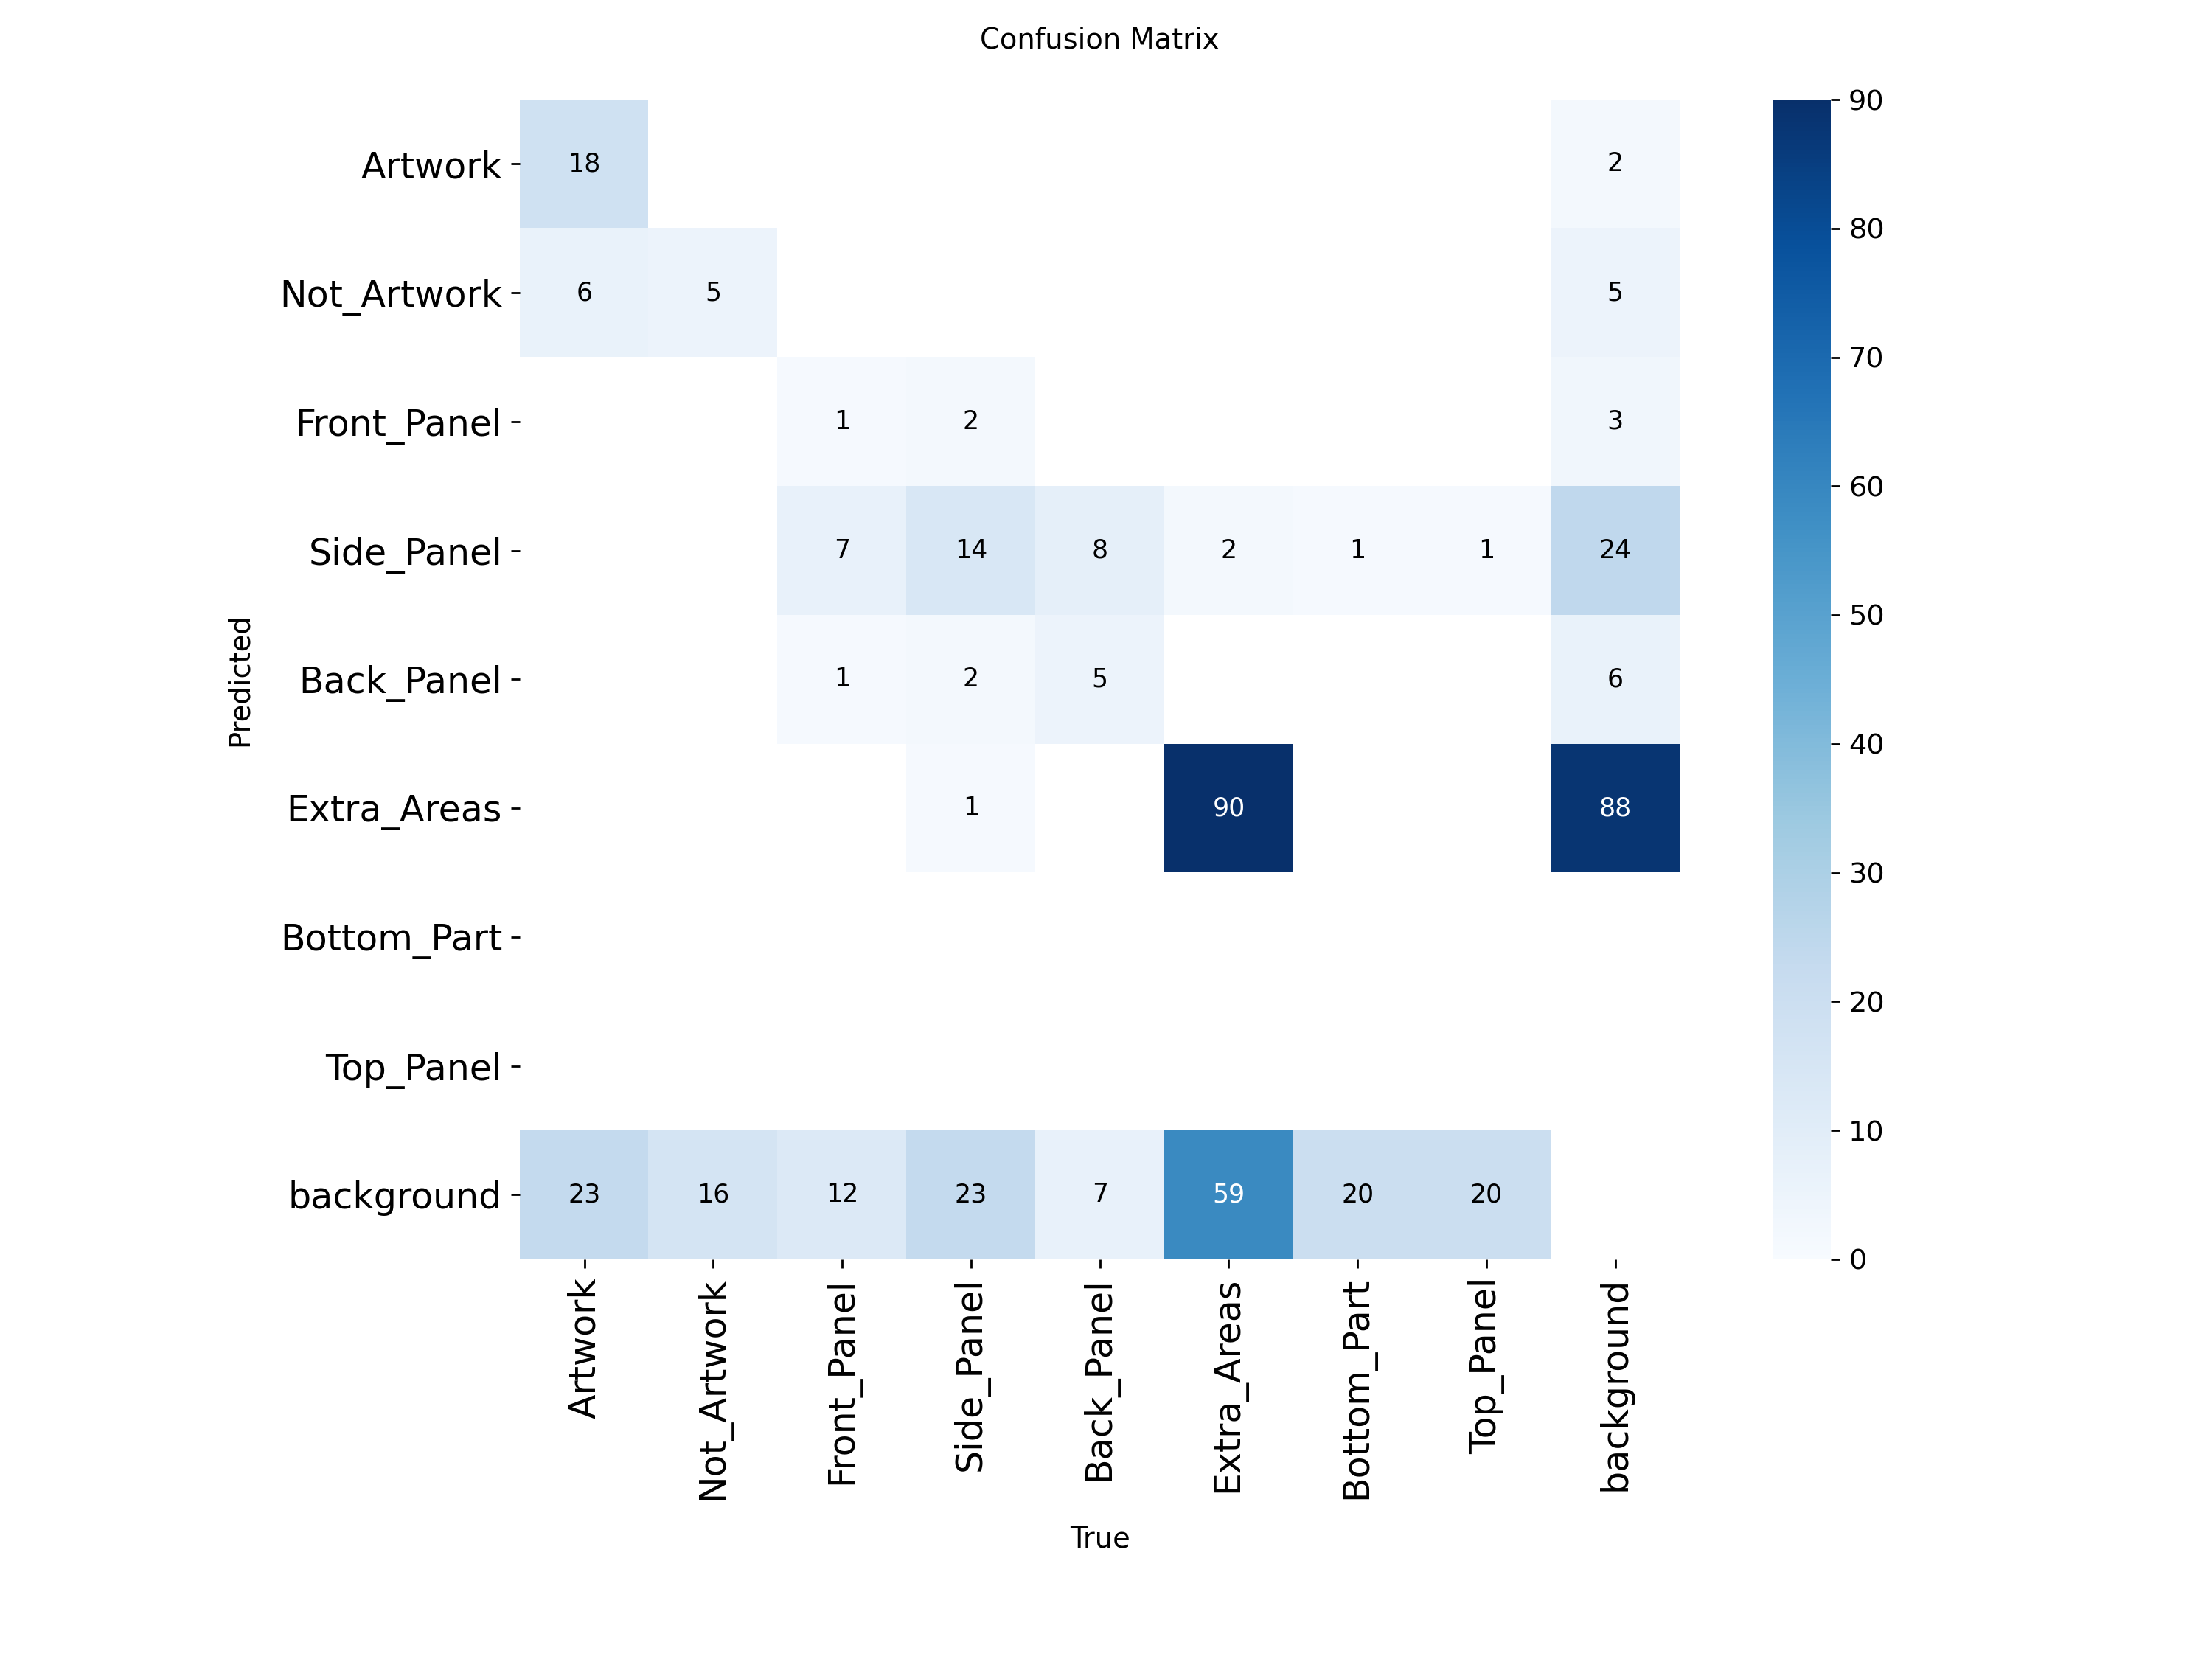 Confusion Matrix
Artwork 18 2
Not_Artwork 6 5 5
Front_Panel 1 2 3
Side_Panel 7 14 8 2 1 1 24
Back_Panel 1 2 5 6
Extra_Areas 1 90 88
Bottom_Part
Top_Panel
background 23 16 12 23 7 59 20 20
Predicted
Artwork Not_Artwork Front_Panel Side_Panel Back_Panel Extra_Areas Bottom_Part Top_Panel background
True
90
80
70
60
50
40
30
20
10
0